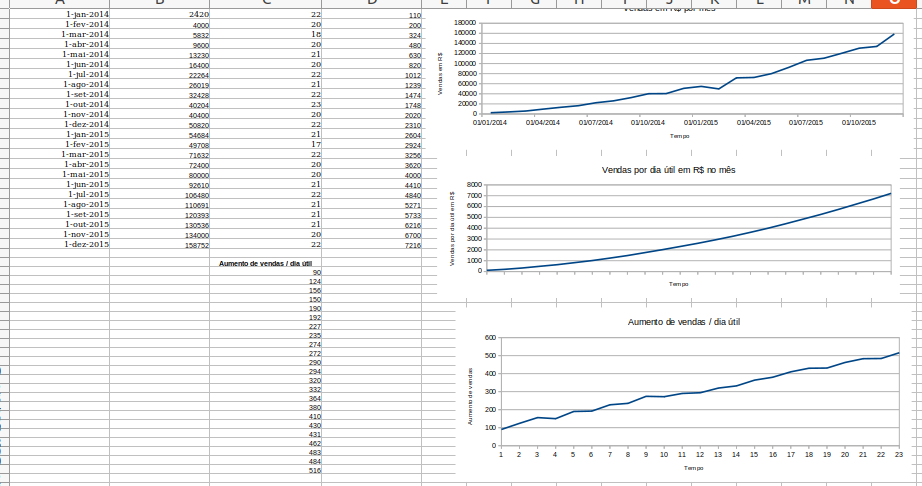 A B C D E F G H I J K L M N O
1-jan-2014 2420 22 110
1-fev-2014 4000 20 200
1-mar-2014 5832 18 324
1-abr-2014 9600 20 480
1-mai-2014 13230 21 630
1-jun-2014 16400 20 820
1-jul-2014 22264 22 1012
1-ago-2014 26019 21 1239
1-set-2014 32428 22 1474
1-out-2014 40204 23 1748
1-nov-2014 40400 20 2020
1-dez-2014 50820 22 2310
1-jan-2015 54684 21 2604
1-fev-2015 49708 17 2924
1-mar-2015 71632 22 3256
1-abr-2015 72400 20 3620
1-mai-2015 80000 20 4000
1-jun-2015 92610 21 4410
1-jul-2015 106480 22 4840
1-ago-2015 110691 21 5271
1-set-2015 120393 21 5733
1-out-2015 130536 21 6216
1-nov-2015 134000 20 6700
1-dez-2015 158752 22 7216
Aumento de vendas / dia útil
90
124
156
150
190
192
227
235
274
272
290
294
320
332
364
380
410
430
431
462
483
484
516
Vendas em R$ por mês
Vendas em R$
180000
160000
140000
120000
100000
80000
60000
40000
20000
0
01/01/2014 01/04/2014 01/07/2014 01/10/2014 01/01/2015 01/04/2015 01/07/2015 01/10/2015
Tempo
Vendas por dia útil em R$ no mês
Vendas por dia útil em R$
8000
7000
6000
5000
4000
3000
2000
1000
0
Tempo
Aumento de vendas / dia útil
Aumento de vendas
600
500
400
300
200
100
0
1 2 3 4 5 6 7 8 9 10 11 12 13 14 15 16 17 18 19 20 21 22 23
Tempo